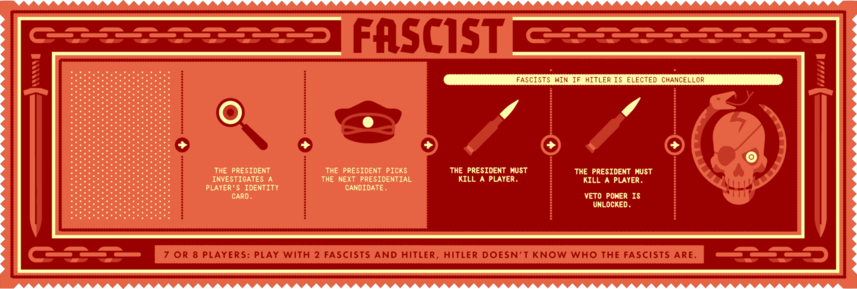 FASCIST
FASCISTS WIN IF HITLER IS ELECTED CHANCELLOR
THE PRESIDENT
INVESTIGATES A
PLAYER'S IDENTITY
CARD.
THE PRESIDENT PICKS
THE NEXT PRESIDENTIAL
CANDIDATE.
THE PRESIDENT MUST
KILL A PLAYER.
THE PRESIDENT MUST
KILL A PLAYER.
VETO POWER IS
UNLOCKED.
7 OR 8 PLAYERS: PLAY WITH 2 FASCISTS AND HITLER, HITLER DOESN'T KNOW WHO THE FASCISTS ARE.